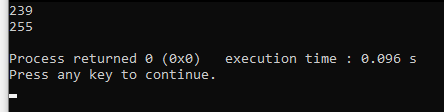 239
255
Process returned 0 (0x0)   execution time : 0.096 s
Press any key to continue.